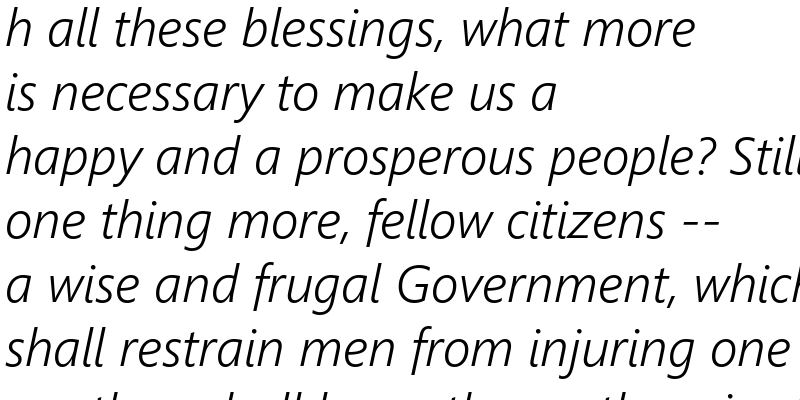 h all these blessings, what more
is necessary to make us a
happy and a prosperous people? Still
one thing more, fellow citizens --
a wise and frugal Government, which
shall restrain men from injuring one